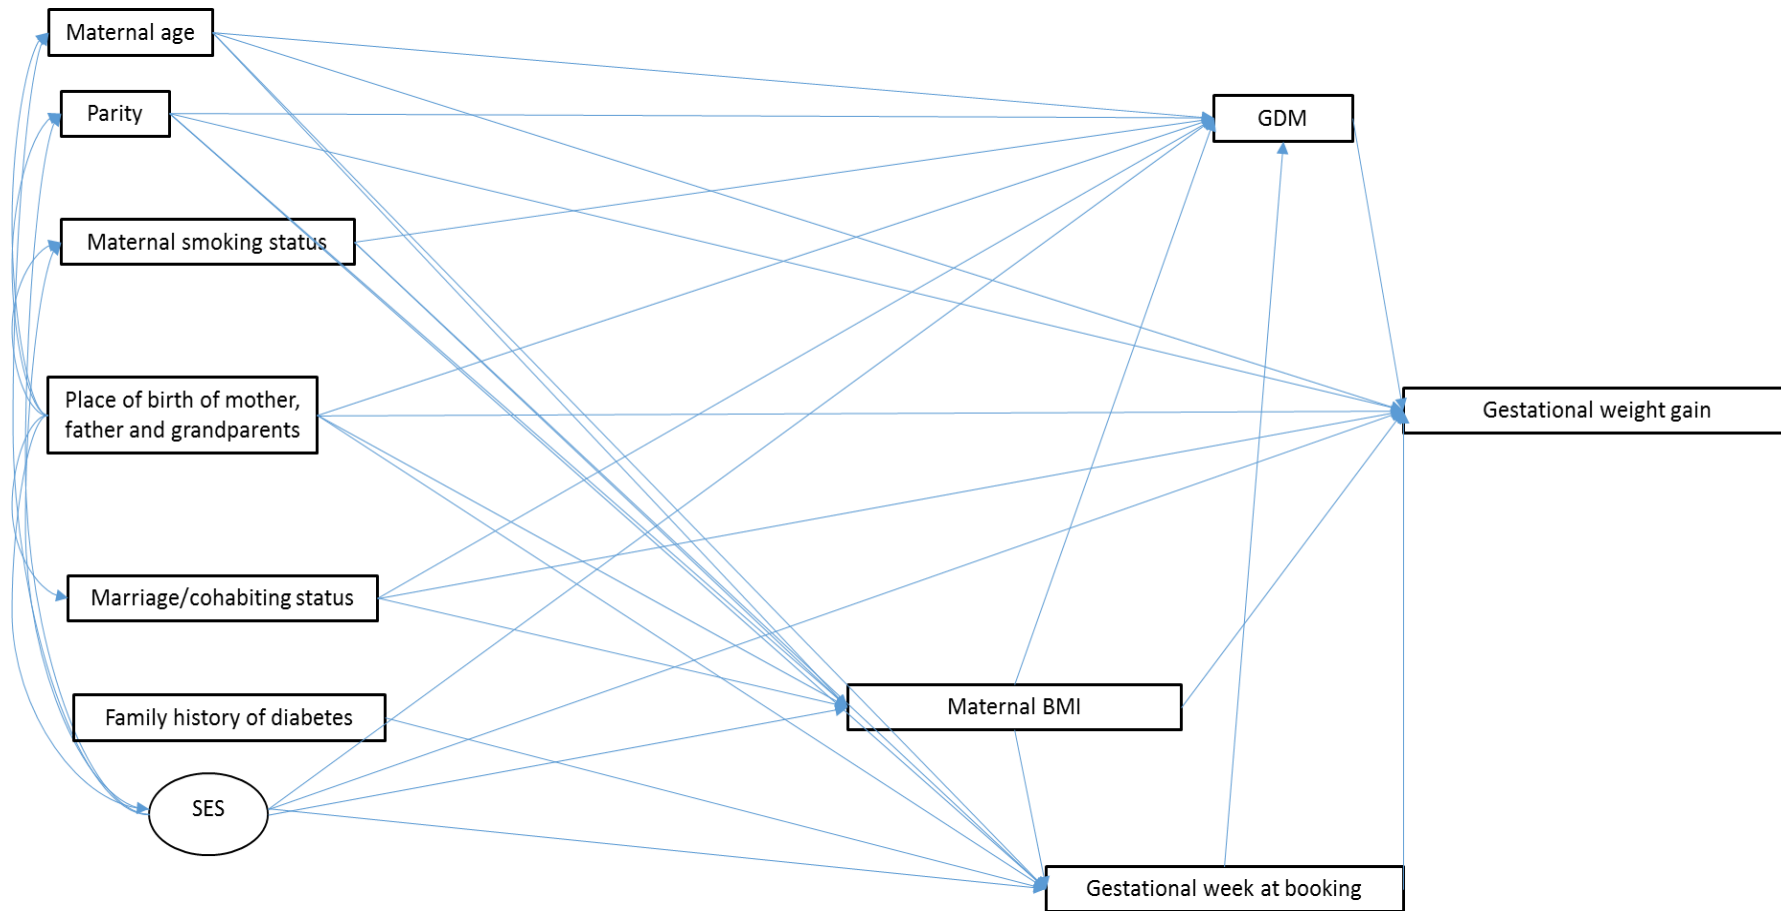 Maternal age
Parity
GDM
Maternal smoking status
Place of birth of mother,
father and grandparents
Gestational weight gain
Marriage/cohabiting status
Family history of diabetes
Maternal BMI
SES
Gestational week at booking